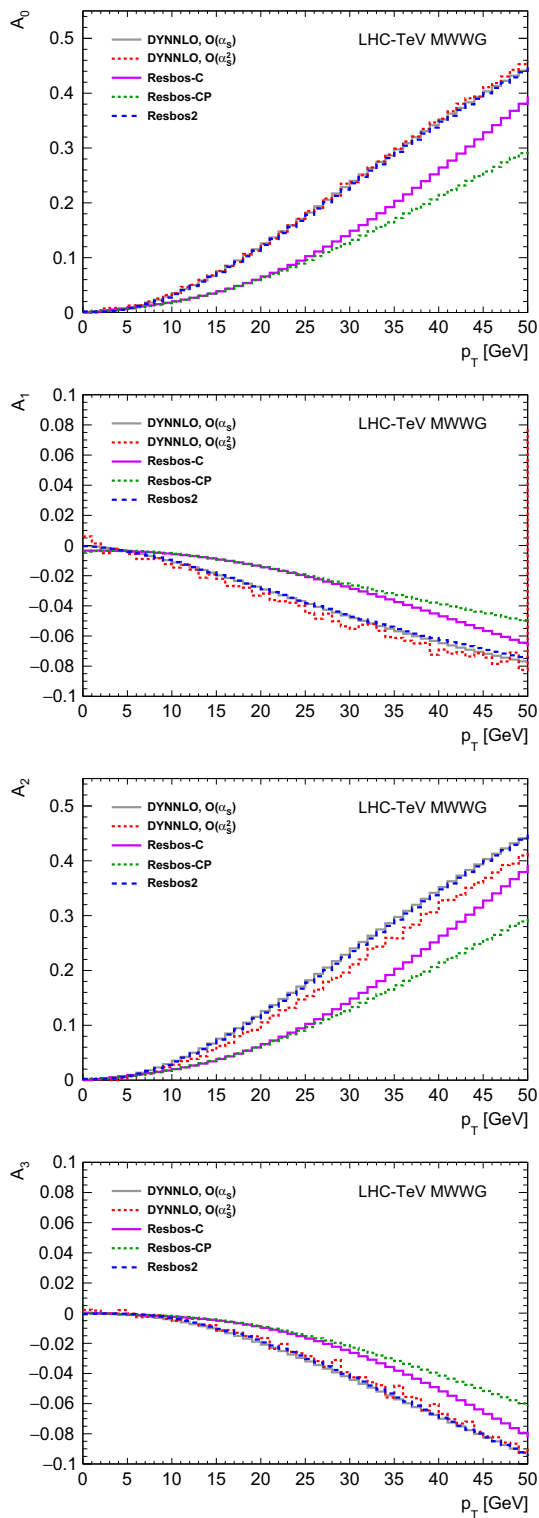 A₀
0.5
0.4
0.3
0.2
0.1
0
DYNNLO, O(αₛ)
DYNNLO, O(αₛ²)
Resbos-C
Resbos-CP
Resbos2
LHC-TeV MWWG
0 5 10 15 20 25 30 35 40 45 50
p_T [GeV]
A₁
0.1
0.08
0.06
0.04
0.02
0
−0.02
−0.04
−0.06
−0.08
−0.1
DYNNLO, O(αₛ)
DYNNLO, O(αₛ²)
Resbos-C
Resbos-CP
Resbos2
LHC-TeV MWWG
0 5 10 15 20 25 30 35 40 45 50
p_T [GeV]
A₂
0.5
0.4
0.3
0.2
0.1
0
DYNNLO, O(αₛ)
DYNNLO, O(αₛ²)
Resbos-C
Resbos-CP
Resbos2
LHC-TeV MWWG
0 5 10 15 20 25 30 35 40 45 50
p_T [GeV]
A₃
0.1
0.08
0.06
0.04
0.02
0
−0.02
−0.04
−0.06
−0.08
−0.1
DYNNLO, O(αₛ)
DYNNLO, O(αₛ²)
Resbos-C
Resbos-CP
Resbos2
LHC-TeV MWWG
0 5 10 15 20 25 30 35 40 45 50
p_T [GeV]